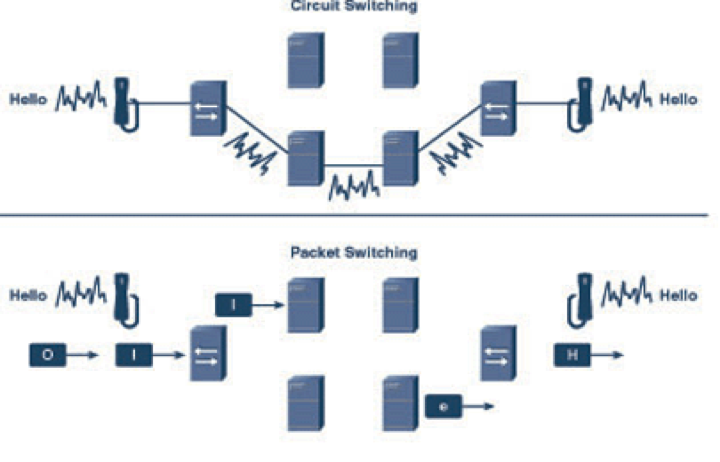 Circuit Switching
Hello
Hello
Packet Switching
Hello
Hello
I
O
I
H
e